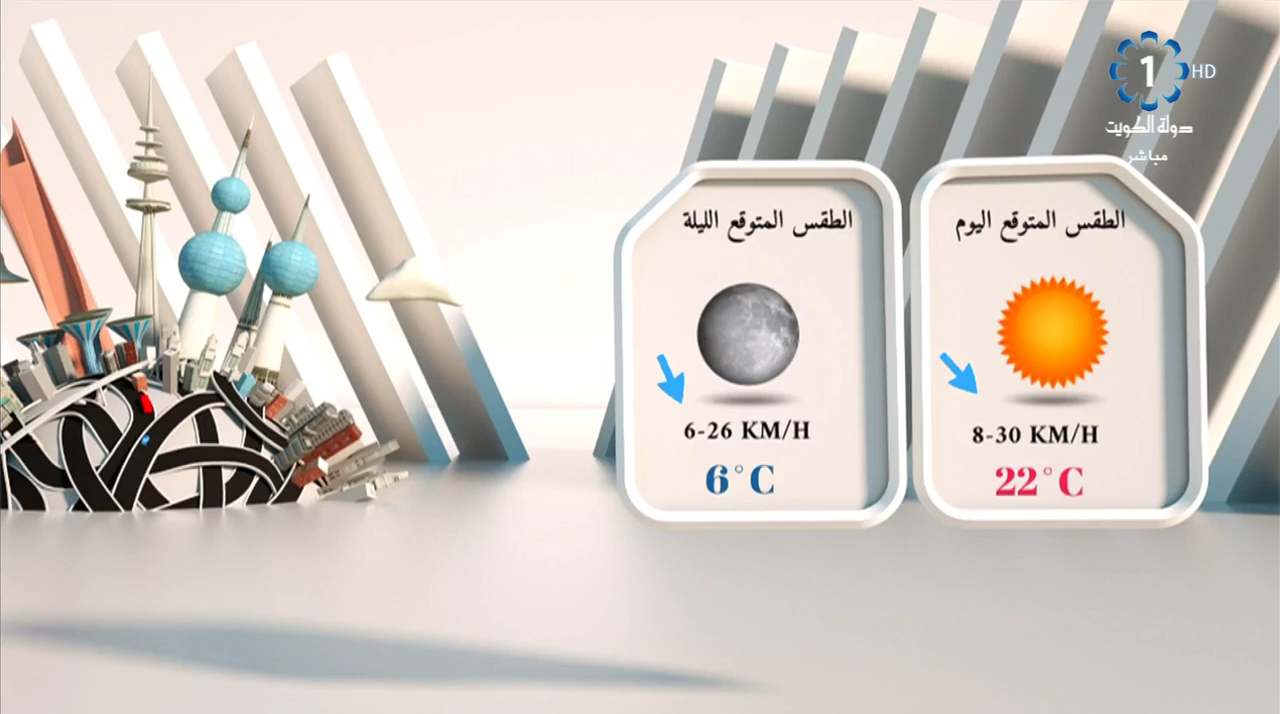 1 HD
دولة الكويت
مباشر
الطقس المتوقع اليوم
8-30 KM/H
22°C
الطقس المتوقع الليلة
6-26 KM/H
6°C